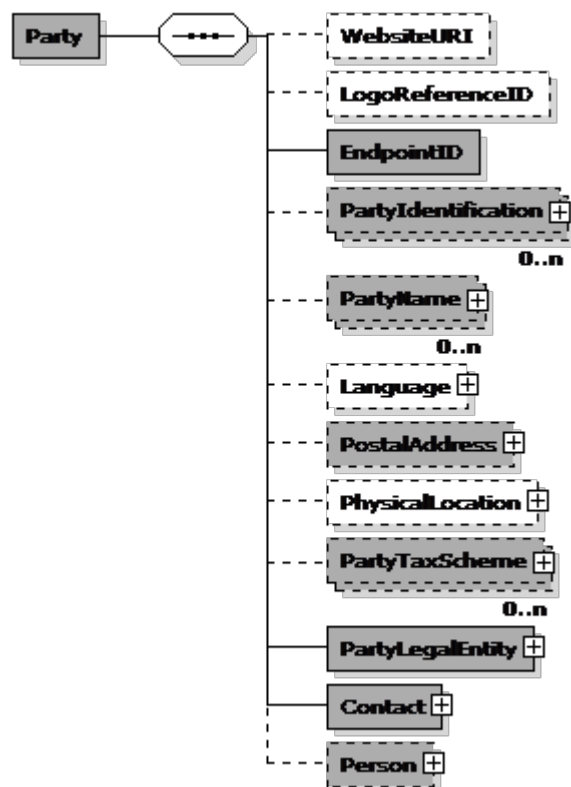 Party
WebsiteURI
LogoReferenceID
EndpointID
PartyIdentification
0..n
PartyName
0..n
Language
PostalAddress
PhysicalLocation
PartyTaxScheme
0..n
PartyLegalEntity
Contact
Person